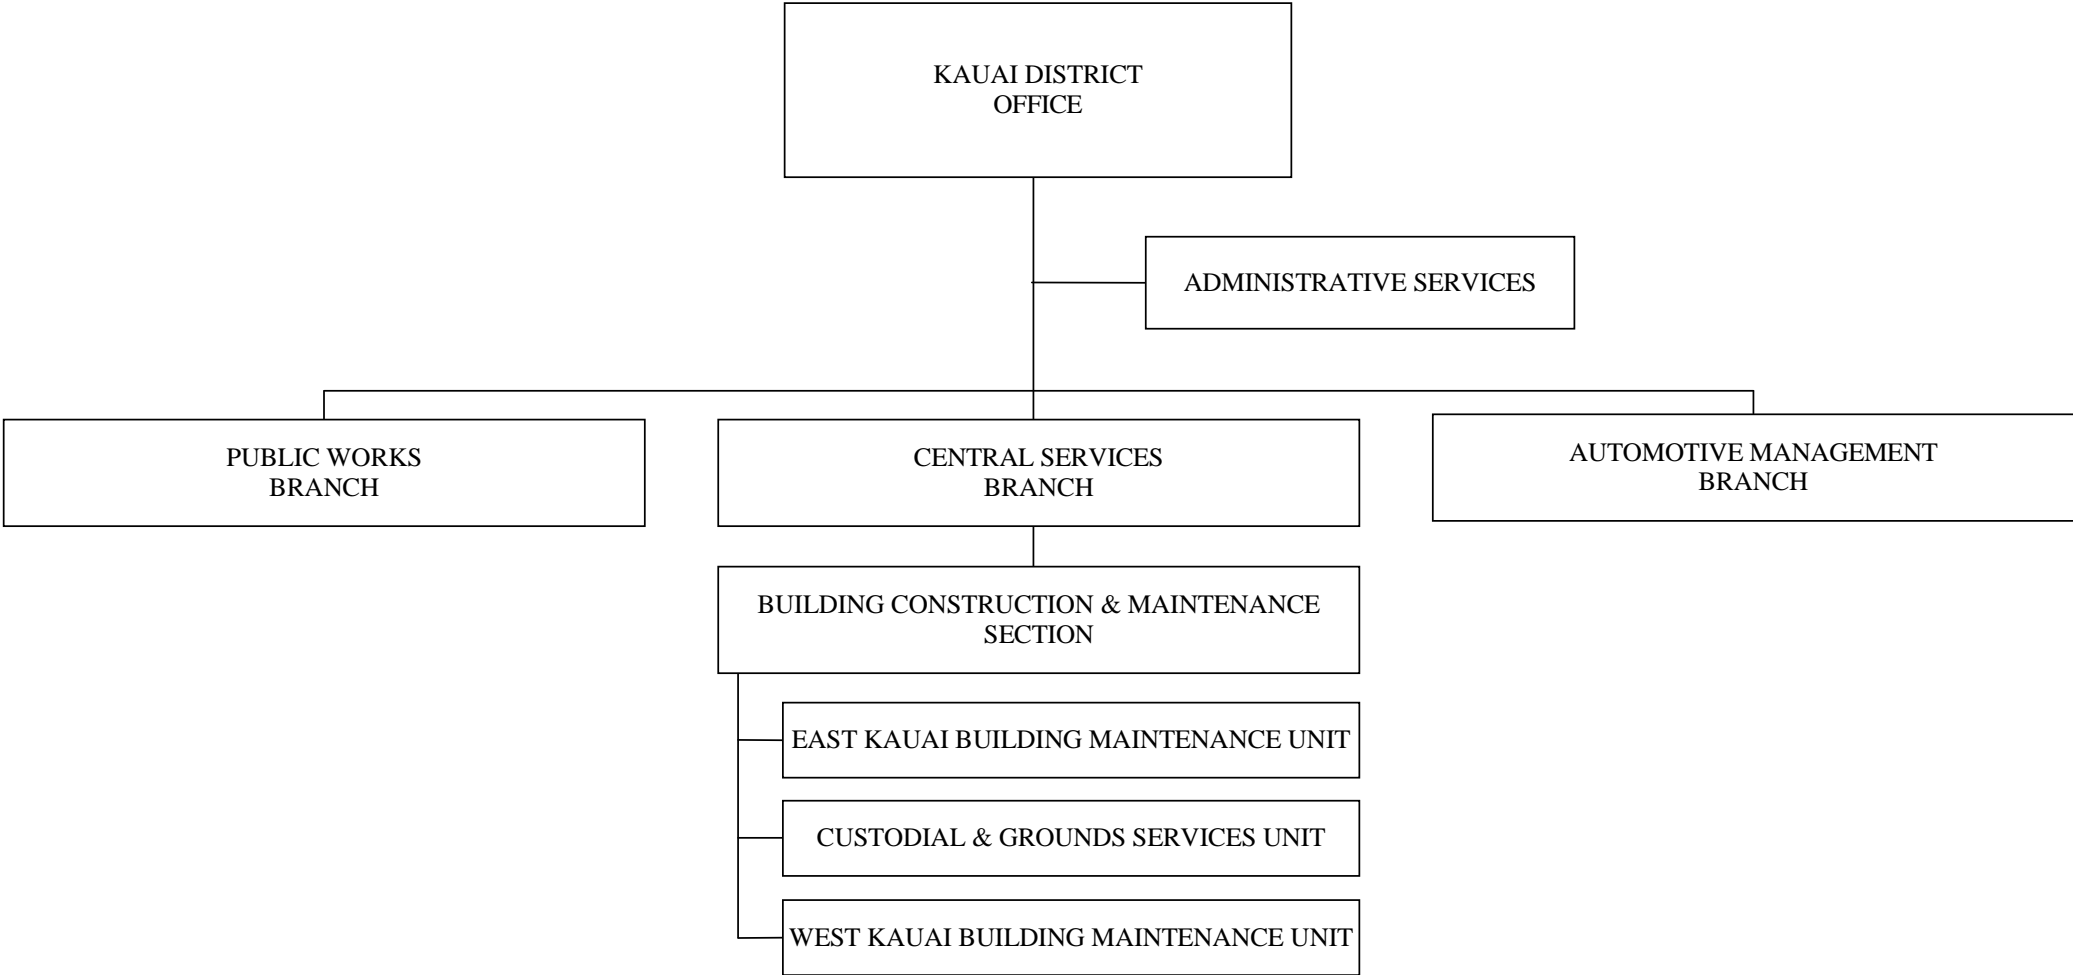 KAUAI DISTRICT
OFFICE
ADMINISTRATIVE SERVICES
PUBLIC WORKS
BRANCH
CENTRAL SERVICES
BRANCH
AUTOMOTIVE MANAGEMENT
BRANCH
BUILDING CONSTRUCTION & MAINTENANCE
SECTION
EAST KAUAI BUILDING MAINTENANCE UNIT
CUSTODIAL & GROUNDS SERVICES UNIT
WEST KAUAI BUILDING MAINTENANCE UNIT